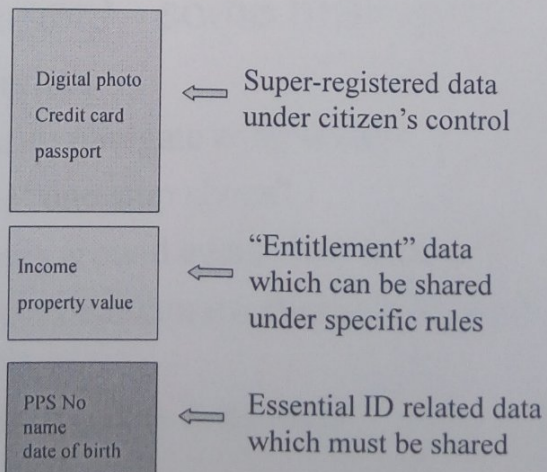 Digital photo
Credit card
passport
Super-registered data
under citizen's control
Income
property value
“Entitlement” data
which can be shared
under specific rules
PPS No
name
date of birth
Essential ID related data
which must be shared